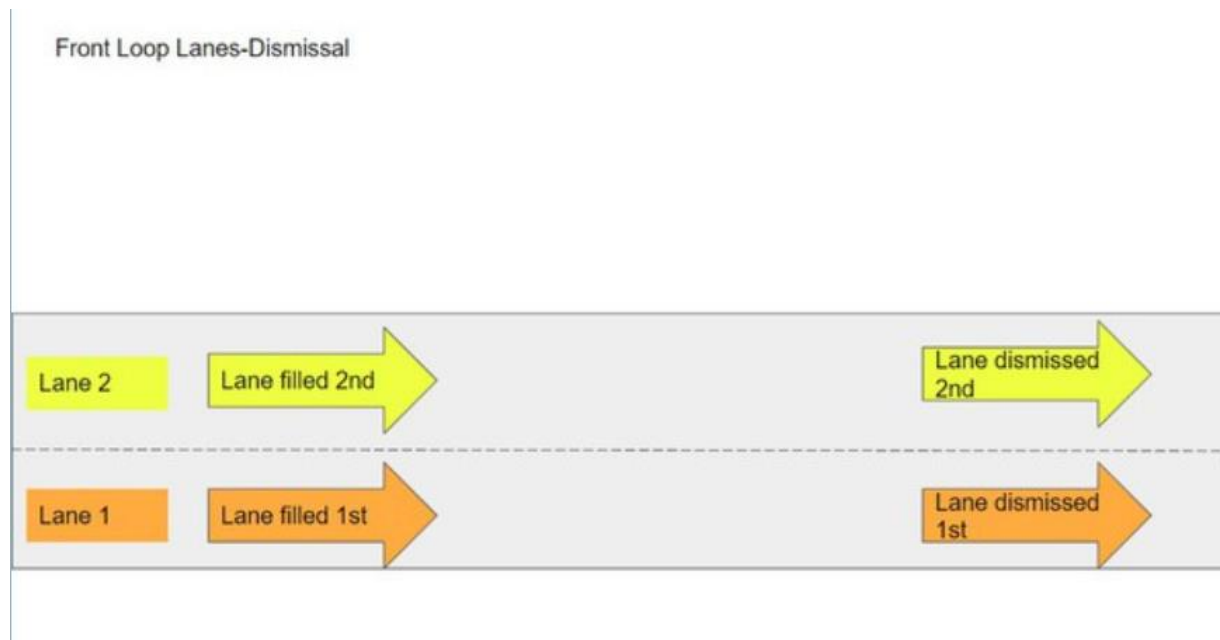 Front Loop Lanes-Dismissal
Lane 2
Lane filled 2nd
Lane dismissed
2nd
Lane 1
Lane filled 1st
Lane dismissed
1st